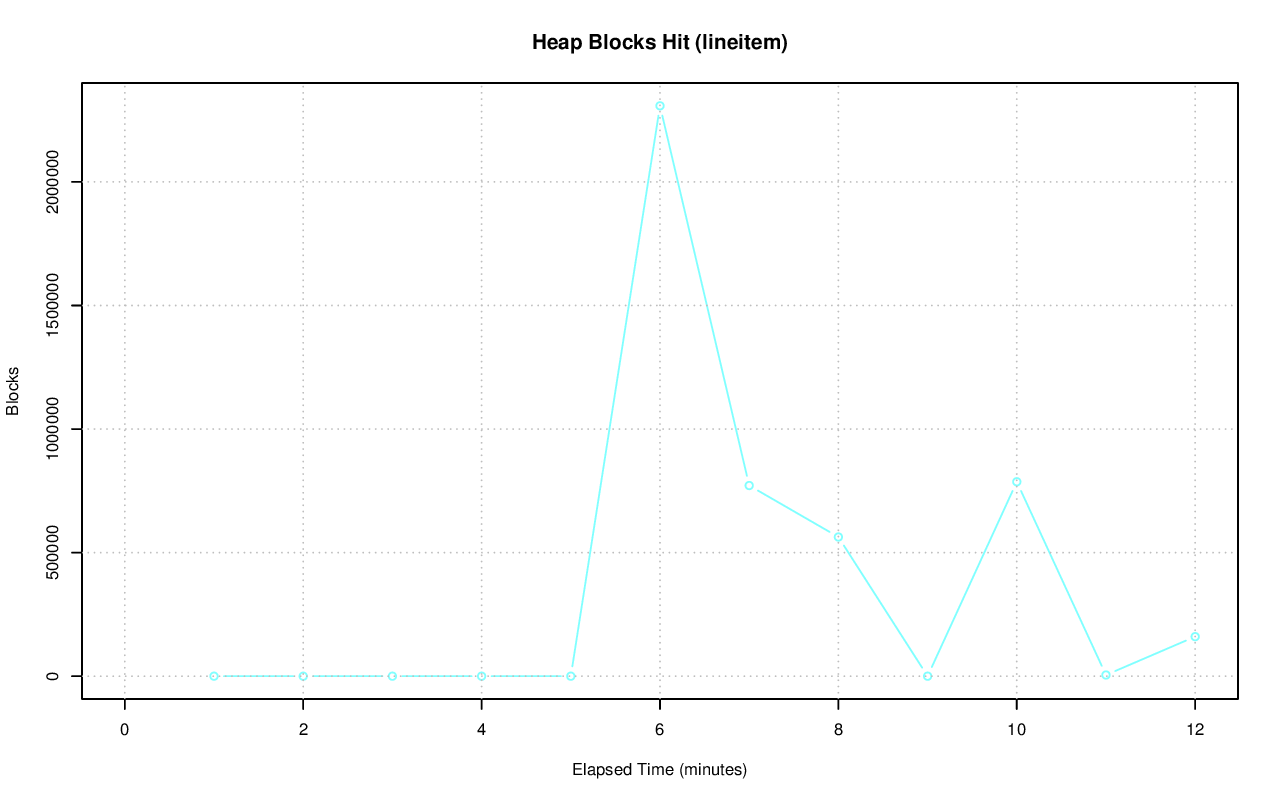 Heap Blocks Hit (lineitem)
Blocks
2000000
1500000
1000000
500000
0
0 2 4 6 8 10 12
Elapsed Time (minutes)